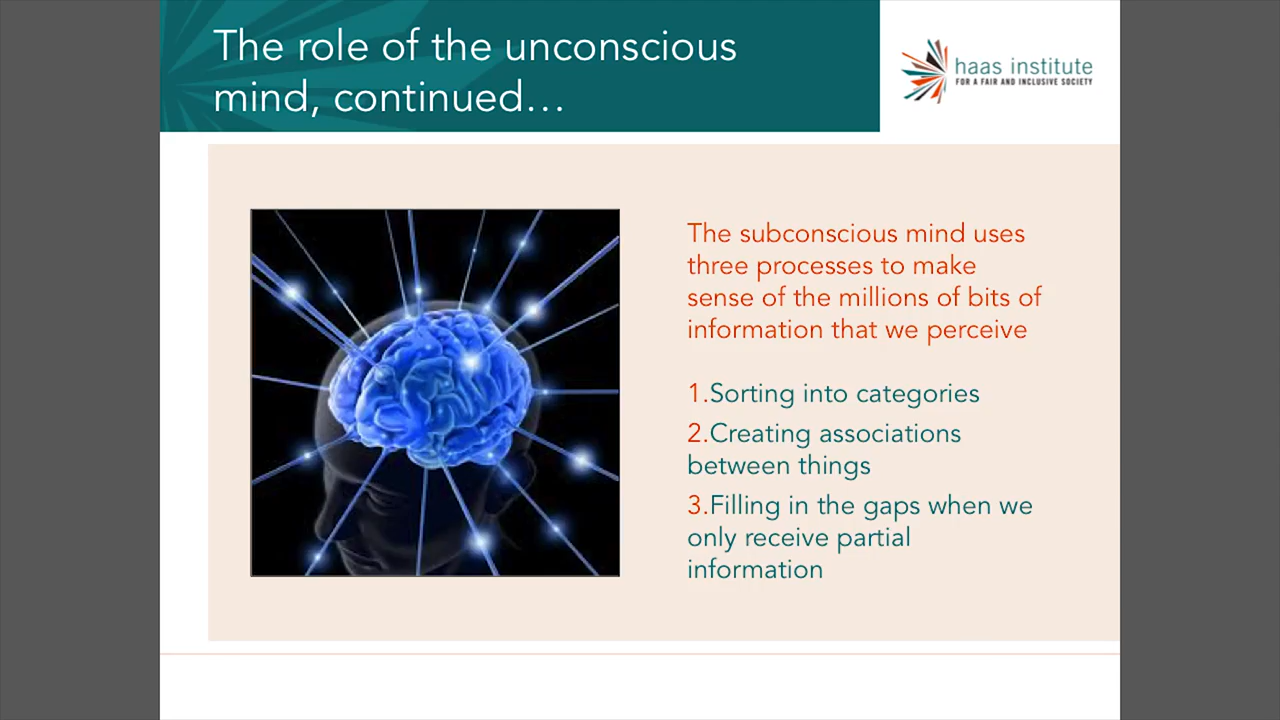 The role of the unconscious
mind, continued...
haas institute
FOR A FAIR AND INCLUSIVE SOCIETY
The subconscious mind uses
three processes to make
sense of the millions of bits of
information that we perceive
1.Sorting into categories
2.Creating associations
between things
3.Filling in the gaps when we
only receive partial
information